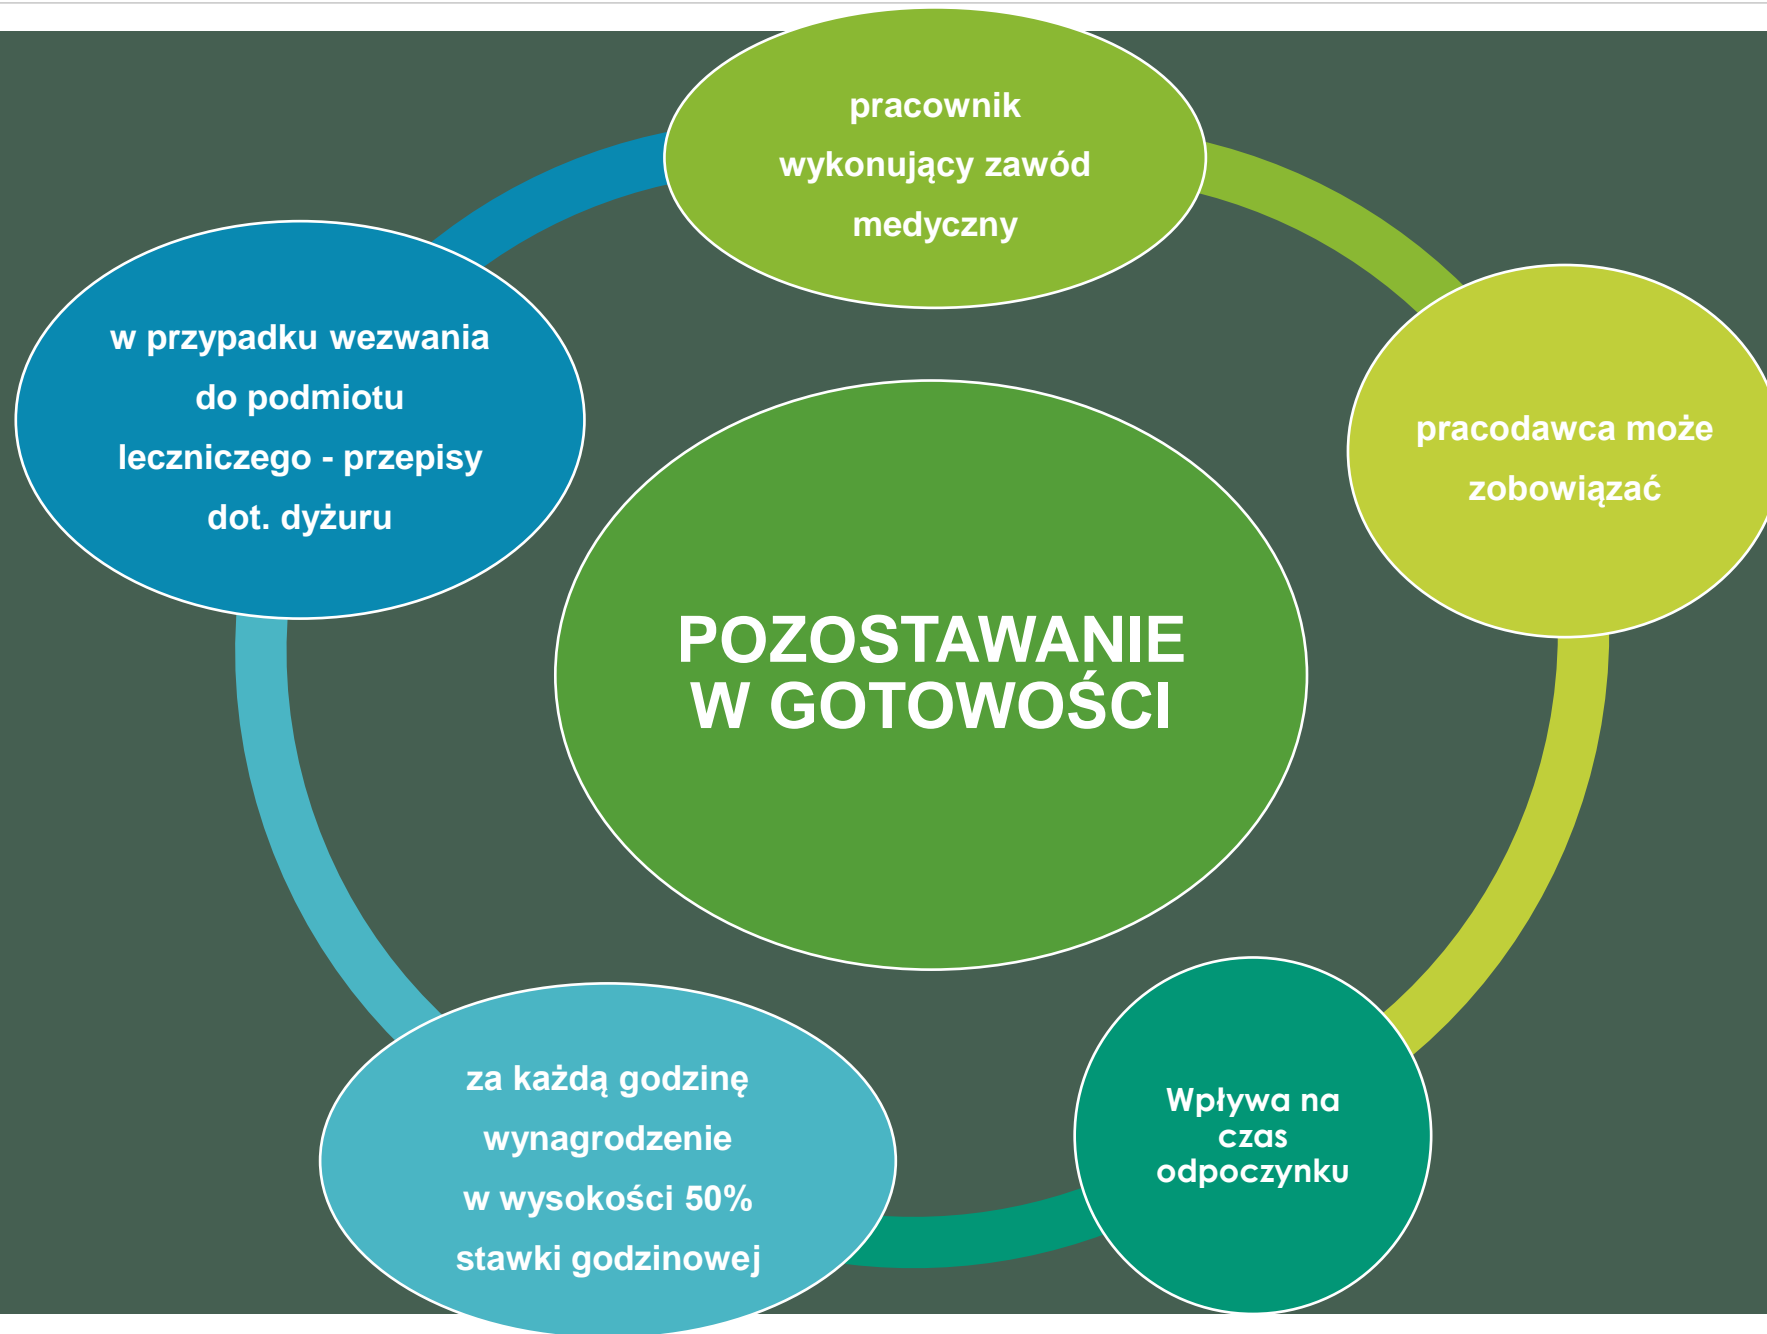 pracownik
wykonujący zawód
medyczny
pracodawca może
zobowiązać
Wpływa na
czas
odpoczynku
za każdą godzinę
wynagrodzenie
w wysokości 50%
stawki godzinowej
w przypadku wezwania
do podmiotu
leczniczego - przepisy
dot. dyżuru
POZOSTAWANIE
W GOTOWOŚCI